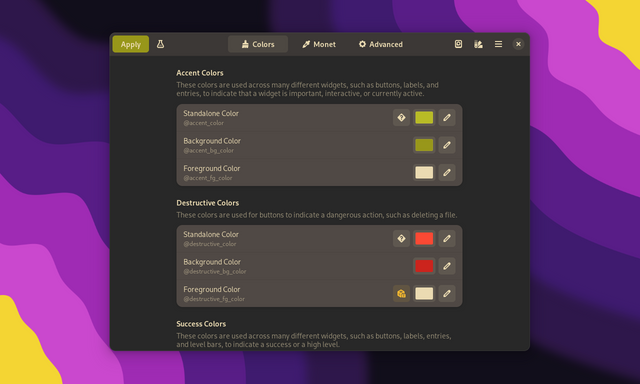 Apply
Colors
Monet
Advanced
Accent Colors
These colors are used across many different widgets, such as buttons, labels, and
entries, to indicate that a widget is important, interactive, or currently active.
Standalone Color
@accent_color
Background Color
@accent_bg_color
Foreground Color
@accent_fg_color
Destructive Colors
These colors are used for buttons to indicate a dangerous action, such as deleting a file.
Standalone Color
@destructive_color
Background Color
@destructive_bg_color
Foreground Color
@destructive_fg_color
Success Colors
These colors are used across many different widgets, such as buttons, labels, entries,
and level bars, to indicate a success or a high level.